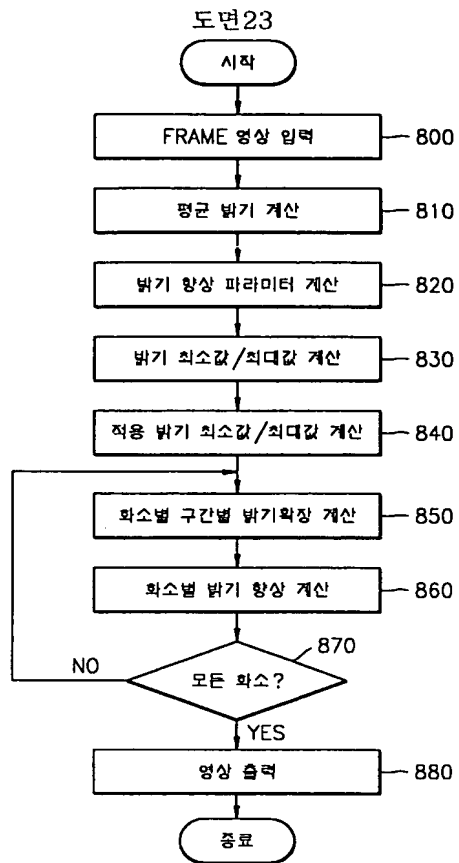 도면23
시작
FRAME 영상 입력
800
평균 밝기 계산
810
밝기 향상 파라미터 계산
820
밝기 최소값/최대값 계산
830
적용 밝기 최소값/최대값 계산
840
화소별 구간별 밝기확장 계산
850
화소별 밝기 향상 계산
860
870
NO
모든 화소?
YES
영상 출력
880
종료